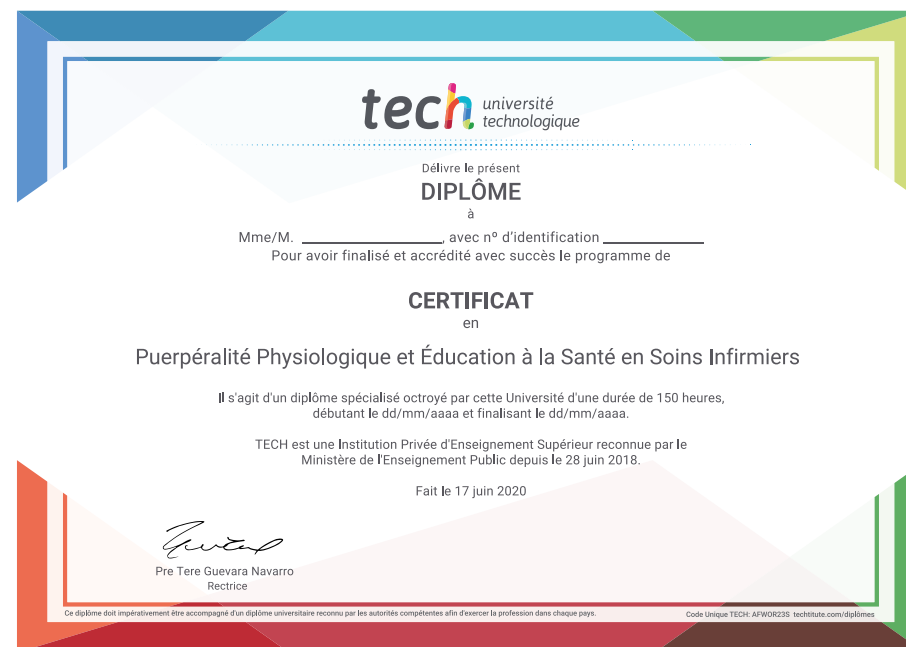 tech université
technologique
Délivre le présent
DIPLÔME
à
Mme/M. ____________________, avec nº d'identification ______________
Pour avoir finalisé et accrédité avec succès le programme de
CERTIFICAT
en
Puerpéralité Physiologique et Éducation à la Santé en Soins Infirmiers
Il s'agit d'un diplôme spécialisé octroyé par cette Université d'une durée de 150 heures,
débutant le dd/mm/aaaa et finalisant le dd/mm/aaaa.
TECH est une Institution Privée d'Enseignement Supérieur reconnue par le
Ministère de l'Enseignement Public depuis le 28 juin 2018.
Fait le 17 juin 2020
Pre Tere Guevara Navarro
Rectrice
Ce diplôme doit impérativement être accompagné d'un diplôme universitaire reconnu par les autorités compétentes afin d'exercer la profession dans chaque pays.
Code Unique TECH: AFWOR23S techtitute.com/diplômes